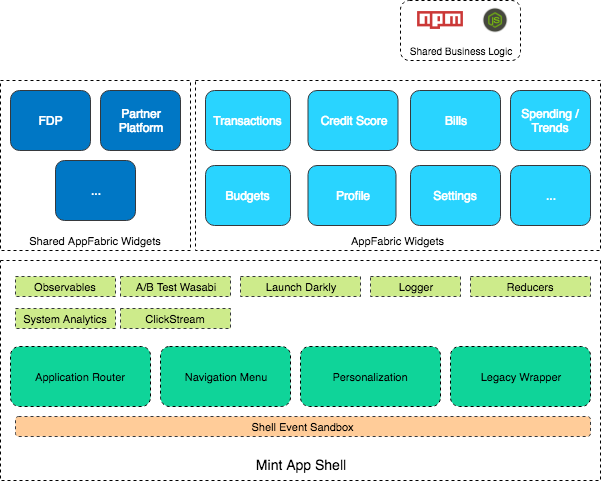 npm
JS
Shared Business Logic
FDP
Partner
Platform
...
Shared AppFabric Widgets
Transactions
Credit Score
Bills
Spending /
Trends
Budgets
Profile
Settings
...
AppFabric Widgets
Observables
A/B Test Wasabi
Launch Darkly
Logger
Reducers
System Analytics
ClickStream
Application Router
Navigation Menu
Personalization
Legacy Wrapper
Shell Event Sandbox
Mint App Shell